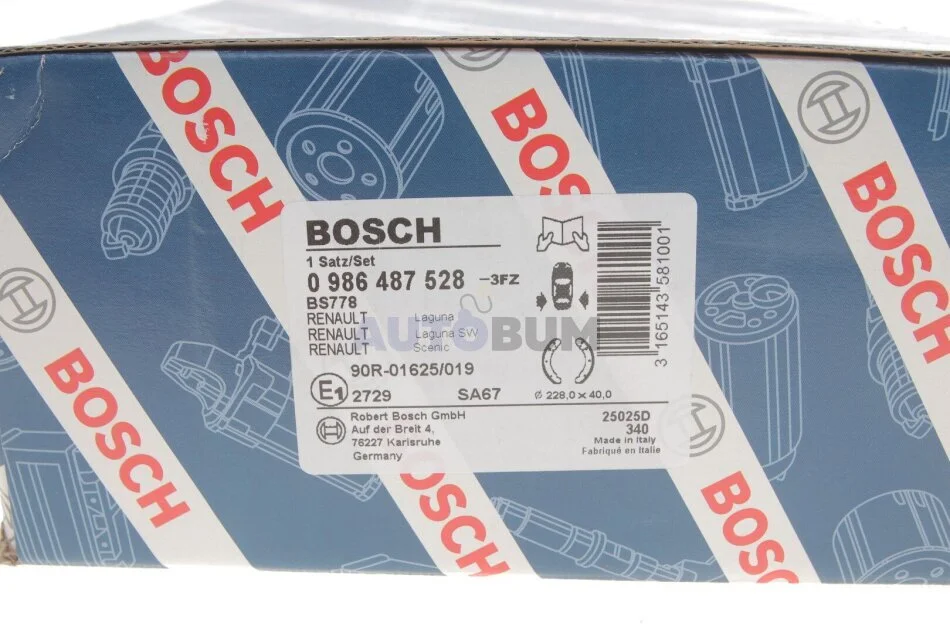 BOSCH
BOSCH
BOSCH
BOSCH
BOSCH
1 Satz/Set
0 986 487 528 -3FZ
BS778
RENAULT Laguna
RENAULT Laguna SW
RENAULT Scenic
AUTOBUM
90R-01625/019
E1 2729 SA67
Ø 228,0 x 40,0
3 165143 581001
Robert Bosch GmbH
Auf der Breit 4,
76227 Karlsruhe
Germany
25025D
340
Made in Italy
Fabriqué en Italie
BOSCH
BOSCH